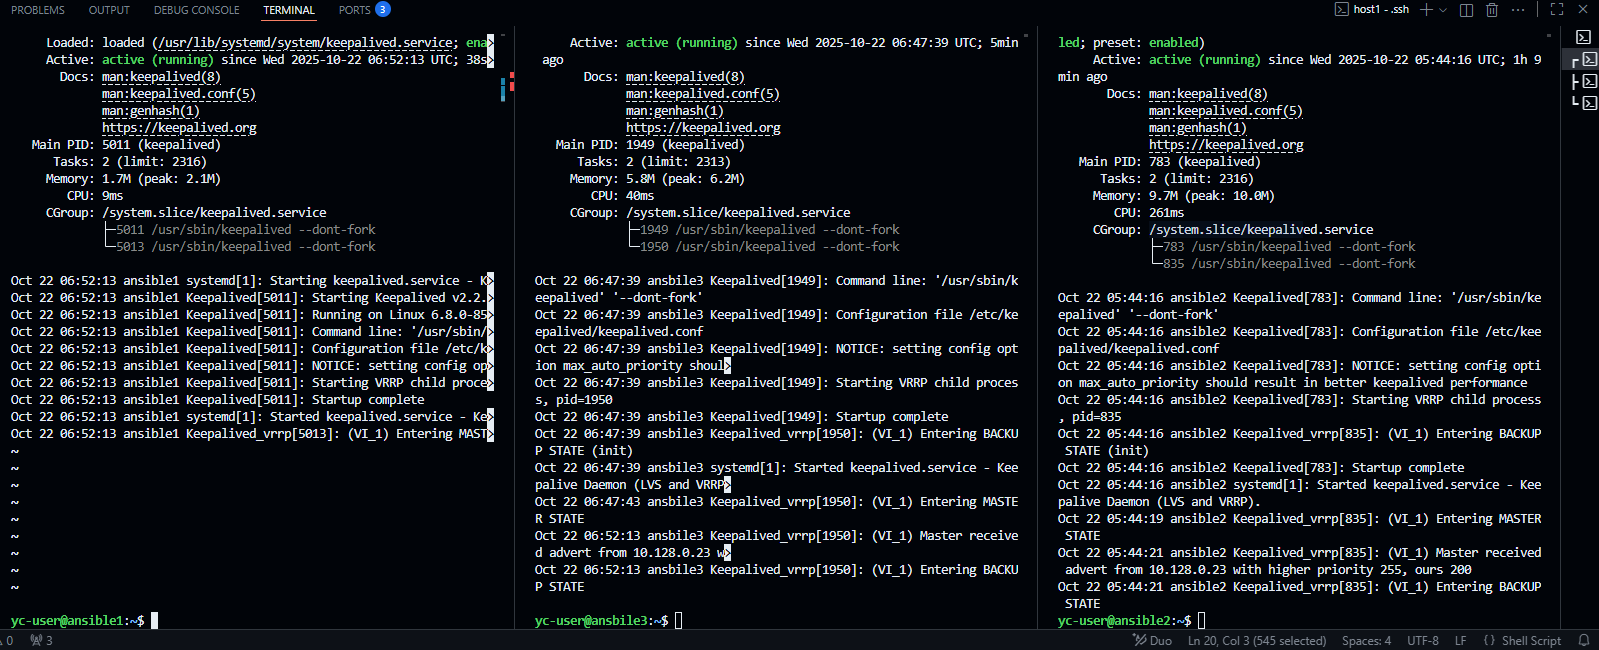 PROBLEMS OUTPUT DEBUG CONSOLE TERMINAL PORTS 3
host1 - .ssh
Loaded: loaded (/usr/lib/systemd/system/keepalived.service; ena>
Active: active (running) since Wed 2025-10-22 06:52:13 UTC; 38s>
Docs: man:keepalived(8)
man:keepalived.conf(5)
man:genhash(1)
https://keepalived.org
Main PID: 5011 (keepalived)
Tasks: 2 (limit: 2316)
Memory: 1.7M (peak: 2.1M)
CPU: 9ms
CGroup: /system.slice/keepalived.service
├─5011 /usr/sbin/keepalived --dont-fork
└─5013 /usr/sbin/keepalived --dont-fork
Oct 22 06:52:13 ansible1 systemd[1]: Starting keepalived.service - K>
Oct 22 06:52:13 ansible1 Keepalived[5011]: Starting Keepalived v2.2.>
Oct 22 06:52:13 ansible1 Keepalived[5011]: Running on Linux 6.8.0-85>
Oct 22 06:52:13 ansible1 Keepalived[5011]: Command line: '/usr/sbin/>
Oct 22 06:52:13 ansible1 Keepalived[5011]: Configuration file /etc/k>
Oct 22 06:52:13 ansible1 Keepalived[5011]: NOTICE: setting config op>
Oct 22 06:52:13 ansible1 Keepalived[5011]: Starting VRRP child proce>
Oct 22 06:52:13 ansible1 Keepalived[5011]: Startup complete
Oct 22 06:52:13 ansible1 systemd[1]: Started keepalived.service - Ke>
Oct 22 06:52:13 ansible1 Keepalived_vrrp[5013]: (VI_1) Entering MAST>
~
~
~
~
~
~
~
~
~
yc-user@ansible1:~$
Active: active (running) since Wed 2025-10-22 06:47:39 UTC; 5min
ago
Docs: man:keepalived(8)
man:keepalived.conf(5)
man:genhash(1)
https://keepalived.org
Main PID: 1949 (keepalived)
Tasks: 2 (limit: 2313)
Memory: 5.8M (peak: 6.2M)
CPU: 40ms
CGroup: /system.slice/keepalived.service
├─1949 /usr/sbin/keepalived --dont-fork
└─1950 /usr/sbin/keepalived --dont-fork
Oct 22 06:47:39 ansbile3 Keepalived[1949]: Command line: '/usr/sbin/k
eepalived' '--dont-fork'
Oct 22 06:47:39 ansbile3 Keepalived[1949]: Configuration file /etc/ke
epalived/keepalived.conf
Oct 22 06:47:39 ansbile3 Keepalived[1949]: NOTICE: setting config opt
ion max_auto_priority shoul>
Oct 22 06:47:39 ansbile3 Keepalived[1949]: Starting VRRP child proces
s, pid=1950
Oct 22 06:47:39 ansbile3 Keepalived[1949]: Startup complete
Oct 22 06:47:39 ansbile3 Keepalived_vrrp[1950]: (VI_1) Entering BACKU
P STATE (init)
Oct 22 06:47:39 ansbile3 systemd[1]: Started keepalived.service - Kee
palive Daemon (LVS and VRRP>
Oct 22 06:47:43 ansbile3 Keepalived_vrrp[1950]: (VI_1) Entering MASTE
R STATE
Oct 22 06:52:13 ansbile3 Keepalived_vrrp[1950]: (VI_1) Master receive
d advert from 10.128.0.23 w>
Oct 22 06:52:13 ansbile3 Keepalived_vrrp[1950]: (VI_1) Entering BACKU
P STATE
yc-user@ansbile3:~$
led; preset: enabled)
Active: active (running) since Wed 2025-10-22 05:44:16 UTC; 1h 9
min ago
Docs: man:keepalived(8)
man:keepalived.conf(5)
man:genhash(1)
https://keepalived.org
Main PID: 783 (keepalived)
Tasks: 2 (limit: 2316)
Memory: 9.7M (peak: 10.0M)
CPU: 261ms
CGroup: /system.slice/keepalived.service
├─783 /usr/sbin/keepalived --dont-fork
└─835 /usr/sbin/keepalived --dont-fork
Oct 22 05:44:16 ansible2 Keepalived[783]: Command line: '/usr/sbin/ke
epalived' '--dont-fork'
Oct 22 05:44:16 ansible2 Keepalived[783]: Configuration file /etc/kee
palived/keepalived.conf
Oct 22 05:44:16 ansible2 Keepalived[783]: NOTICE: setting config opti
on max_auto_priority should result in better keepalived performance
Oct 22 05:44:16 ansible2 Keepalived[783]: Starting VRRP child process
, pid=835
Oct 22 05:44:16 ansible2 Keepalived_vrrp[835]: (VI_1) Entering BACKUP
STATE (init)
Oct 22 05:44:16 ansible2 Keepalived[783]: Startup complete
Oct 22 05:44:16 ansible2 systemd[1]: Started keepalived.service - Kee
palive Daemon (LVS and VRRP).
Oct 22 05:44:19 ansible2 Keepalived_vrrp[835]: (VI_1) Entering MASTER
STATE
Oct 22 05:44:21 ansible2 Keepalived_vrrp[835]: (VI_1) Master received
advert from 10.128.0.23 with higher priority 255, ours 200
Oct 22 05:44:21 ansible2 Keepalived_vrrp[835]: (VI_1) Entering BACKUP
STATE
yc-user@ansible2:~$
0 3
Duo Ln 20, Col 3 (545 selected) Spaces: 4 UTF-8 LF {} Shell Script